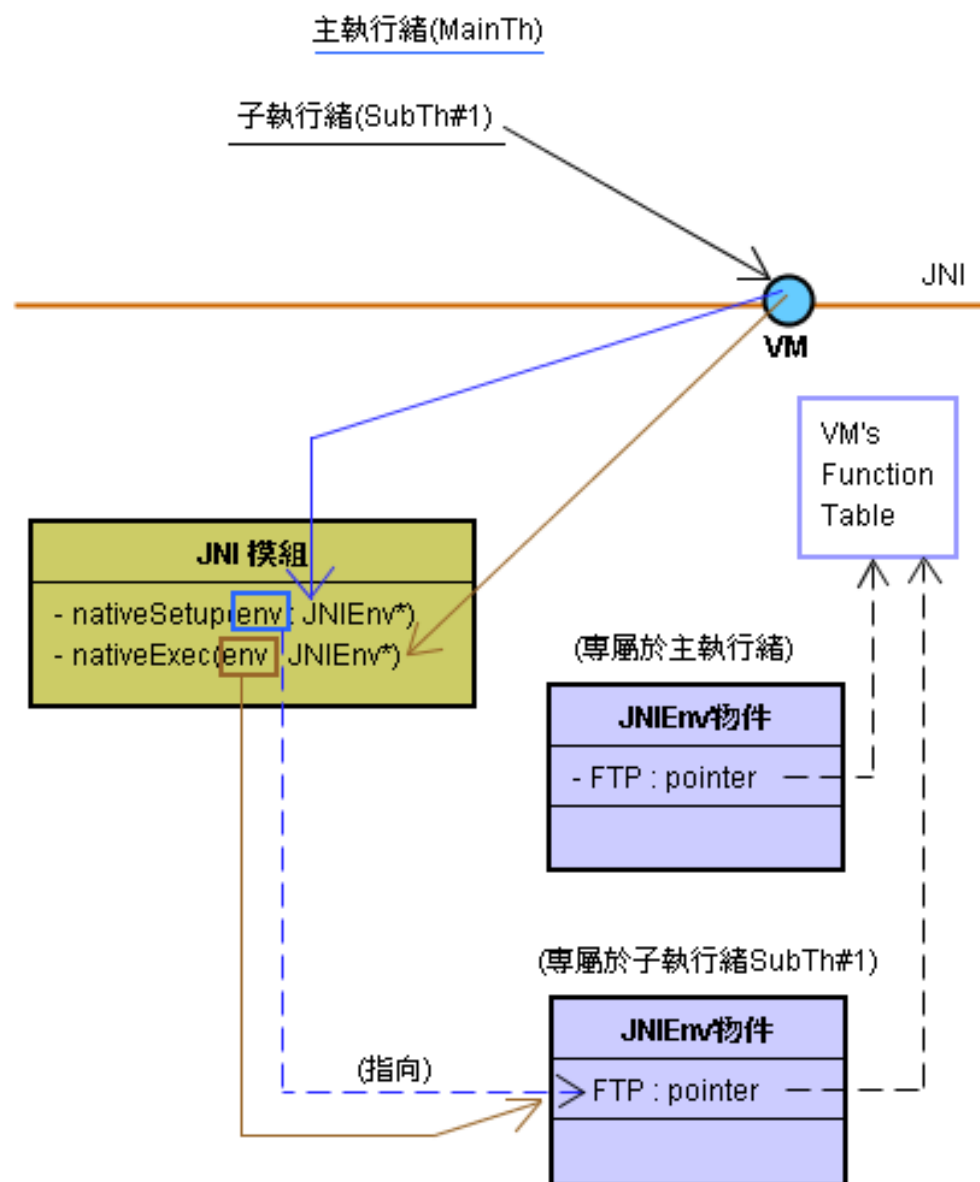 主執行緒(MainTh)
子執行緒(SubTh#1)
JNI
VM
VM's
Function
Table
JNI 模組
- nativeSetup(env : JNIEnv*)
- nativeExec(env : JNIEnv*)
(專屬於主執行緒)
JNIEnv物件
- FTP : pointer
(專屬於子執行緒SubTh#1)
JNIEnv物件
(指向)
FTP : pointer